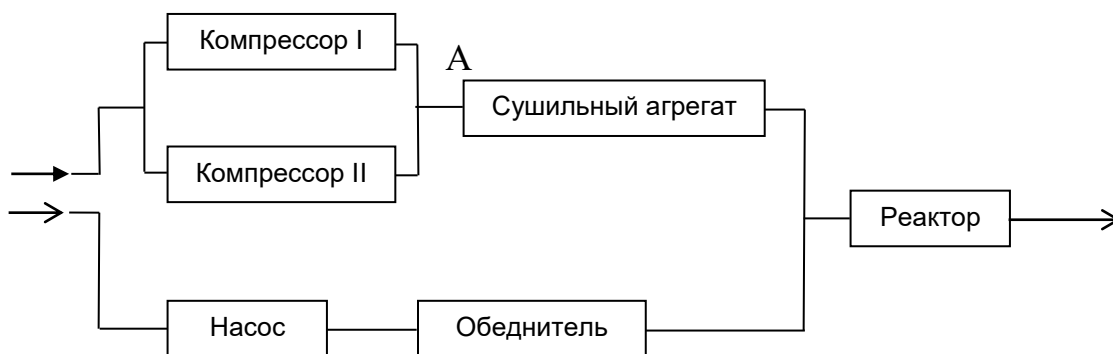 Компрессор I
А
Сушильный агрегат
Компрессор II
Реактор
Насос
Обеднитель